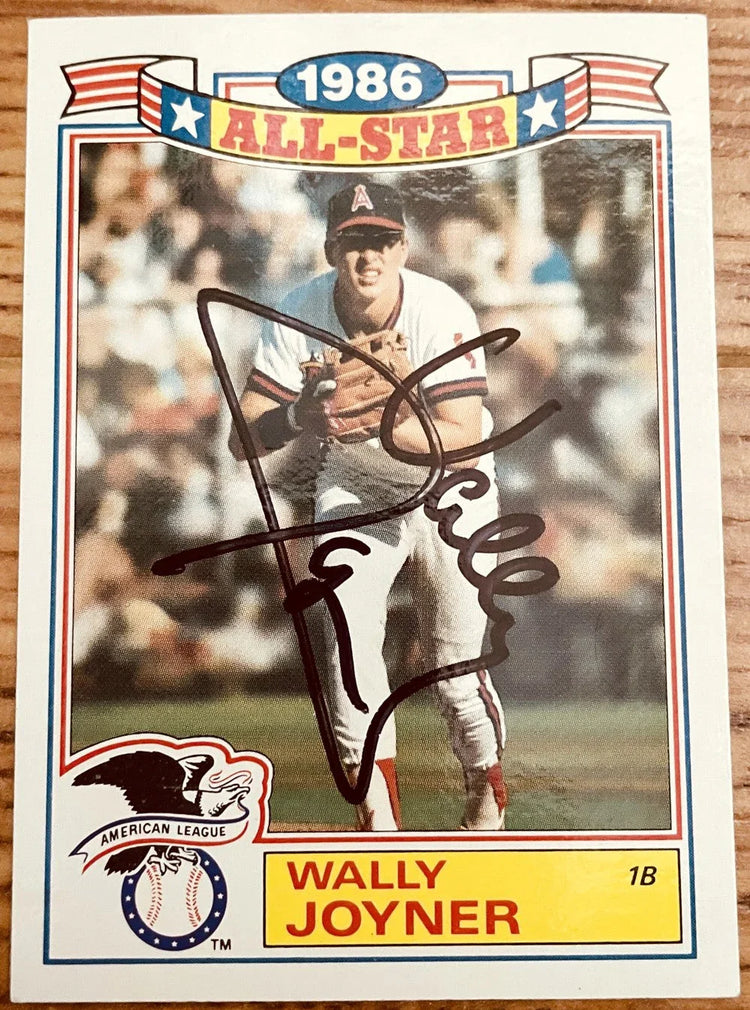 1986
ALL-STAR
A
AMERICAN LEAGUE
TM
WALLY
JOYNER
1B